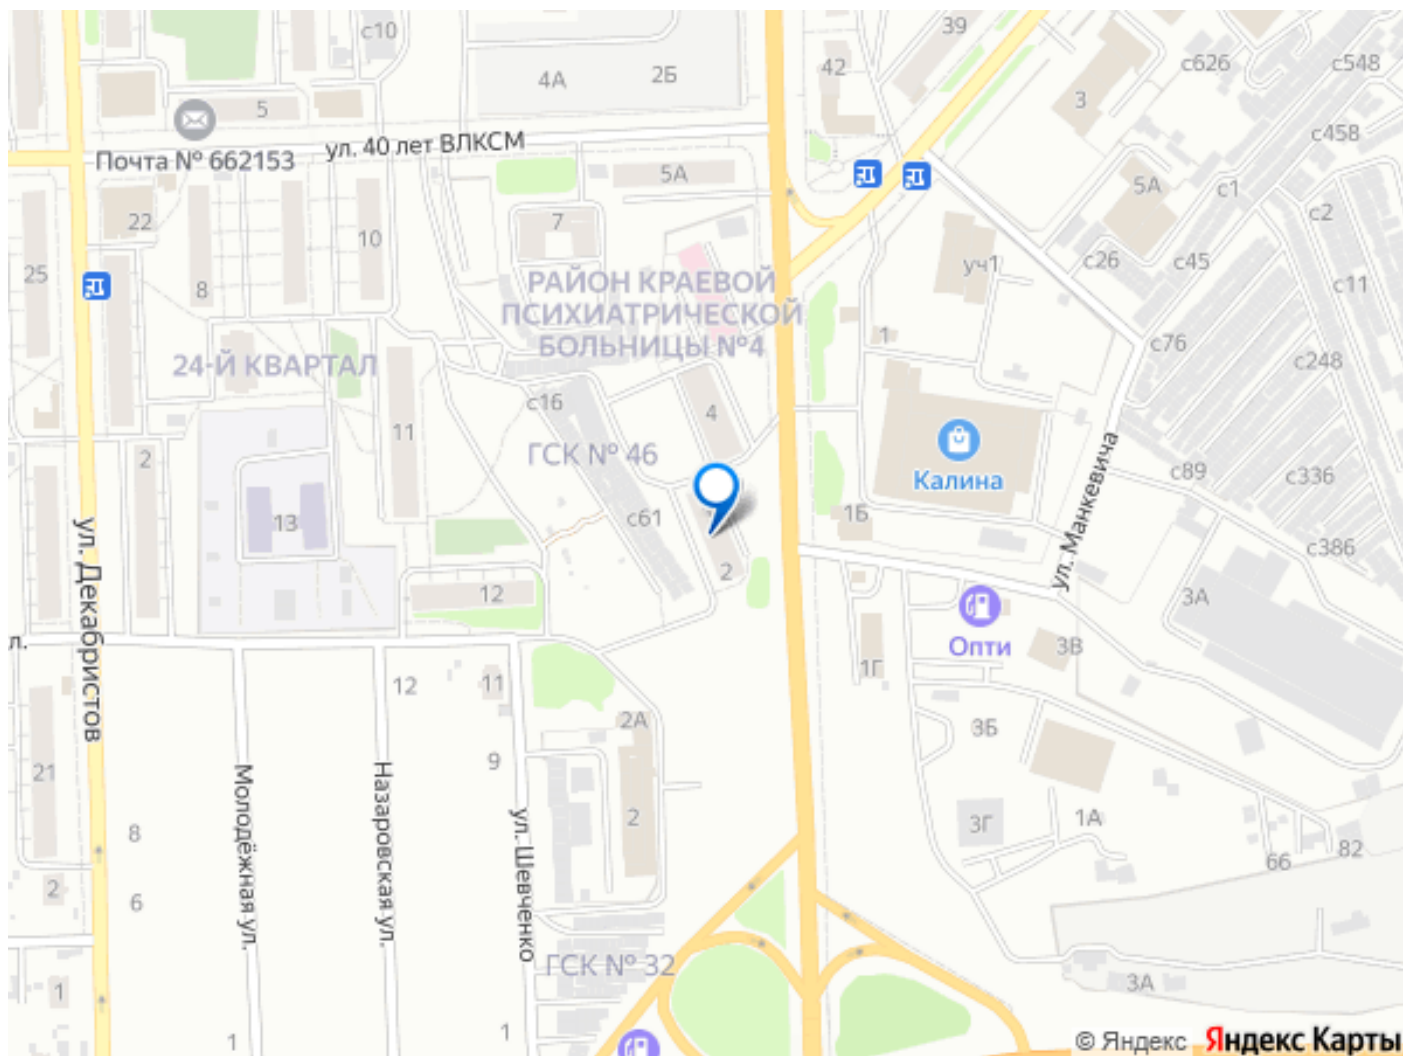 с10
39
4А
2Б
42
с626
с548
3
5
с458
ул. 40 лет ВЛКСМ
Почта № 662153
5А
5А
с1
22
7
с2
10
25
8
уч1
с26
с45
с11
РАЙОН КРАЕВОЙ
ПСИХИАТРИЧЕСКОЙ
БОЛЬНИЦЫ №4
1
с76
24-Й КВАРТАЛ
с248
с16
4
11
ГСК № 46
2
Калина
ул. Манкевича
с89
с336
13
с61
1Б
с386
ул. Декабристов
2
12
3А
Опти
3В
л.
1Г
12
11
2А
3Б
21
9
Молодёжная ул.
Назаровская ул.
ул. Шевченко
8
2
3Г
1А
66
82
2
6
ГСК № 32
1
3А
1
1
© Яндекс Яндекс Карты